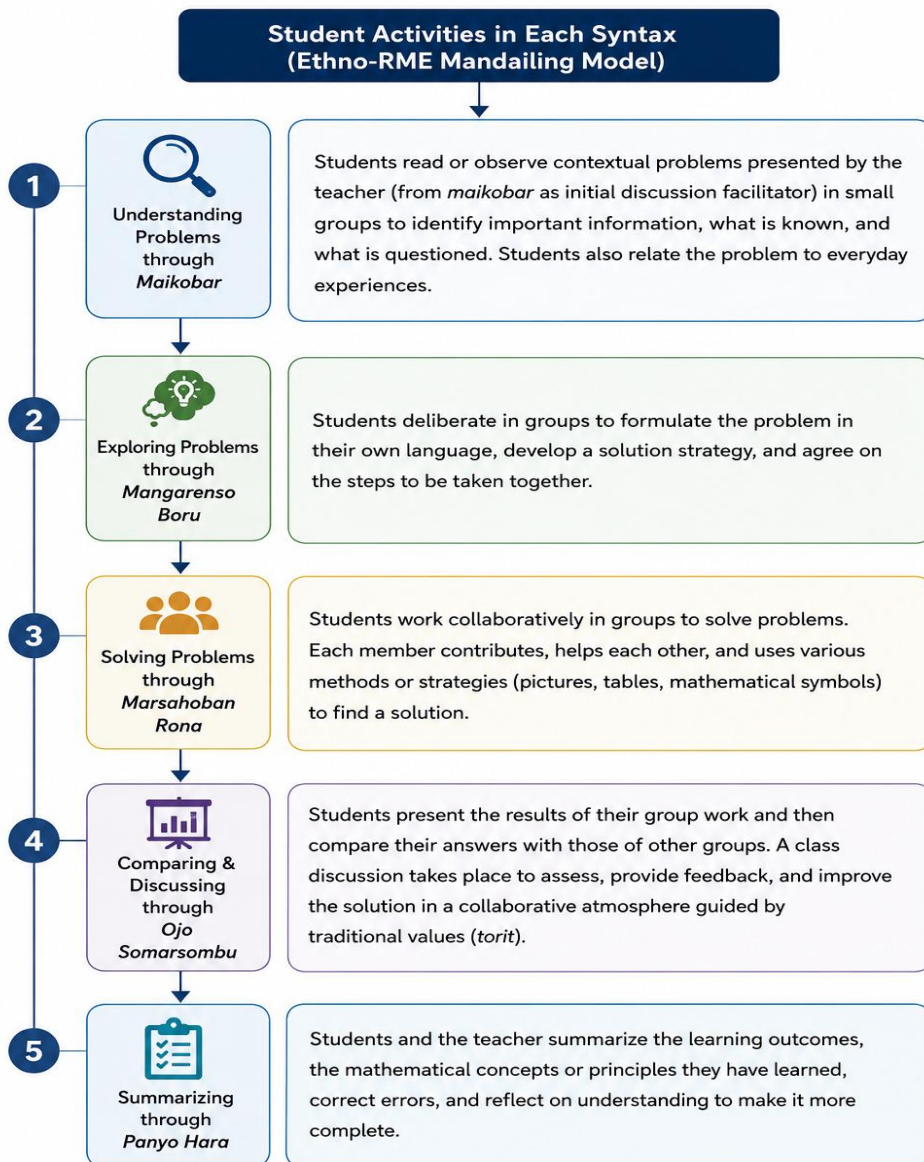 Student Activities in Each Syntax
(Ethno-RME Mandailing Model)
1
Understanding
Problems
through
Maikobar
Students read or observe contextual problems presented by the
teacher (from maikobar as initial discussion facilitator) in small
groups to identify important information, what is known, and
what is questioned. Students also relate the problem to everyday
experiences.
2
Exploring Problems
through
Mangarenso
Boru
Students deliberate in groups to formulate the problem in
their own language, develop a solution strategy, and agree on
the steps to be taken together.
3
Solving Problems
through
Marsahoban
Rona
Students work collaboratively in groups to solve problems.
Each member contributes, helps each other, and uses various
methods or strategies (pictures, tables, mathematical symbols)
to find a solution.
4
Comparing &
Discussing
through
Ojo
Somarsombu
Students present the results of their group work and then
compare their answers with those of other groups. A class
discussion takes place to assess, provide feedback, and improve
the solution in a collaborative atmosphere guided by
traditional values (torit).
5
Summarizing
through
Panyo Hara
Students and the teacher summarize the learning outcomes,
the mathematical concepts or principles they have learned,
correct errors, and reflect on understanding to make it more
complete.